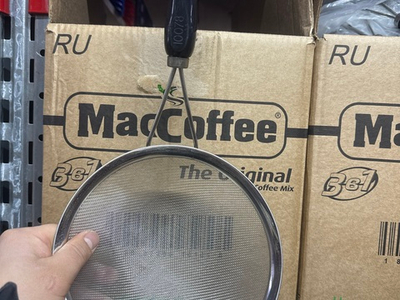 RU
MacCoffee®
3в1
The Original
Coffee Mix
RU
Ma
3в1